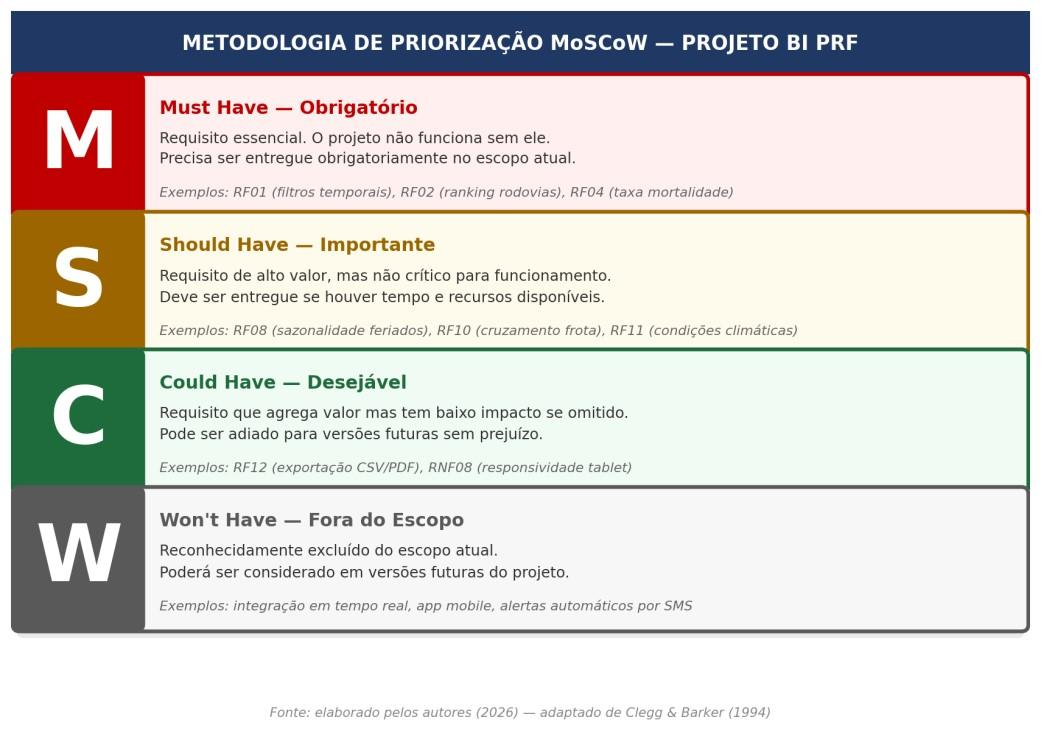 METODOLOGIA DE PRIORIZAÇÃO MoSCoW — PROJETO BI PRF
M
Must Have — Obrigatório
Requisito essencial. O projeto não funciona sem ele.
Precisa ser entregue obrigatoriamente no escopo atual.
Exemplos: RF01 (filtros temporais), RF02 (ranking rodovias), RF04 (taxa mortalidade)
S
Should Have — Importante
Requisito de alto valor, mas não crítico para funcionamento.
Deve ser entregue se houver tempo e recursos disponíveis.
Exemplos: RF08 (sazonalidade feriados), RF10 (cruzamento frota), RF11 (condições climáticas)
C
Could Have — Desejável
Requisito que agrega valor mas tem baixo impacto se omitido.
Pode ser adiado para versões futuras sem prejuízo.
Exemplos: RF12 (exportação CSV/PDF), RNF08 (responsividade tablet)
W
Won't Have — Fora do Escopo
Reconhecidamente excluído do escopo atual.
Poderá ser considerado em versões futuras do projeto.
Exemplos: integração em tempo real, app mobile, alertas automáticos por SMS
Fonte: elaborado pelos autores (2026) — adaptado de Clegg & Barker (1994)